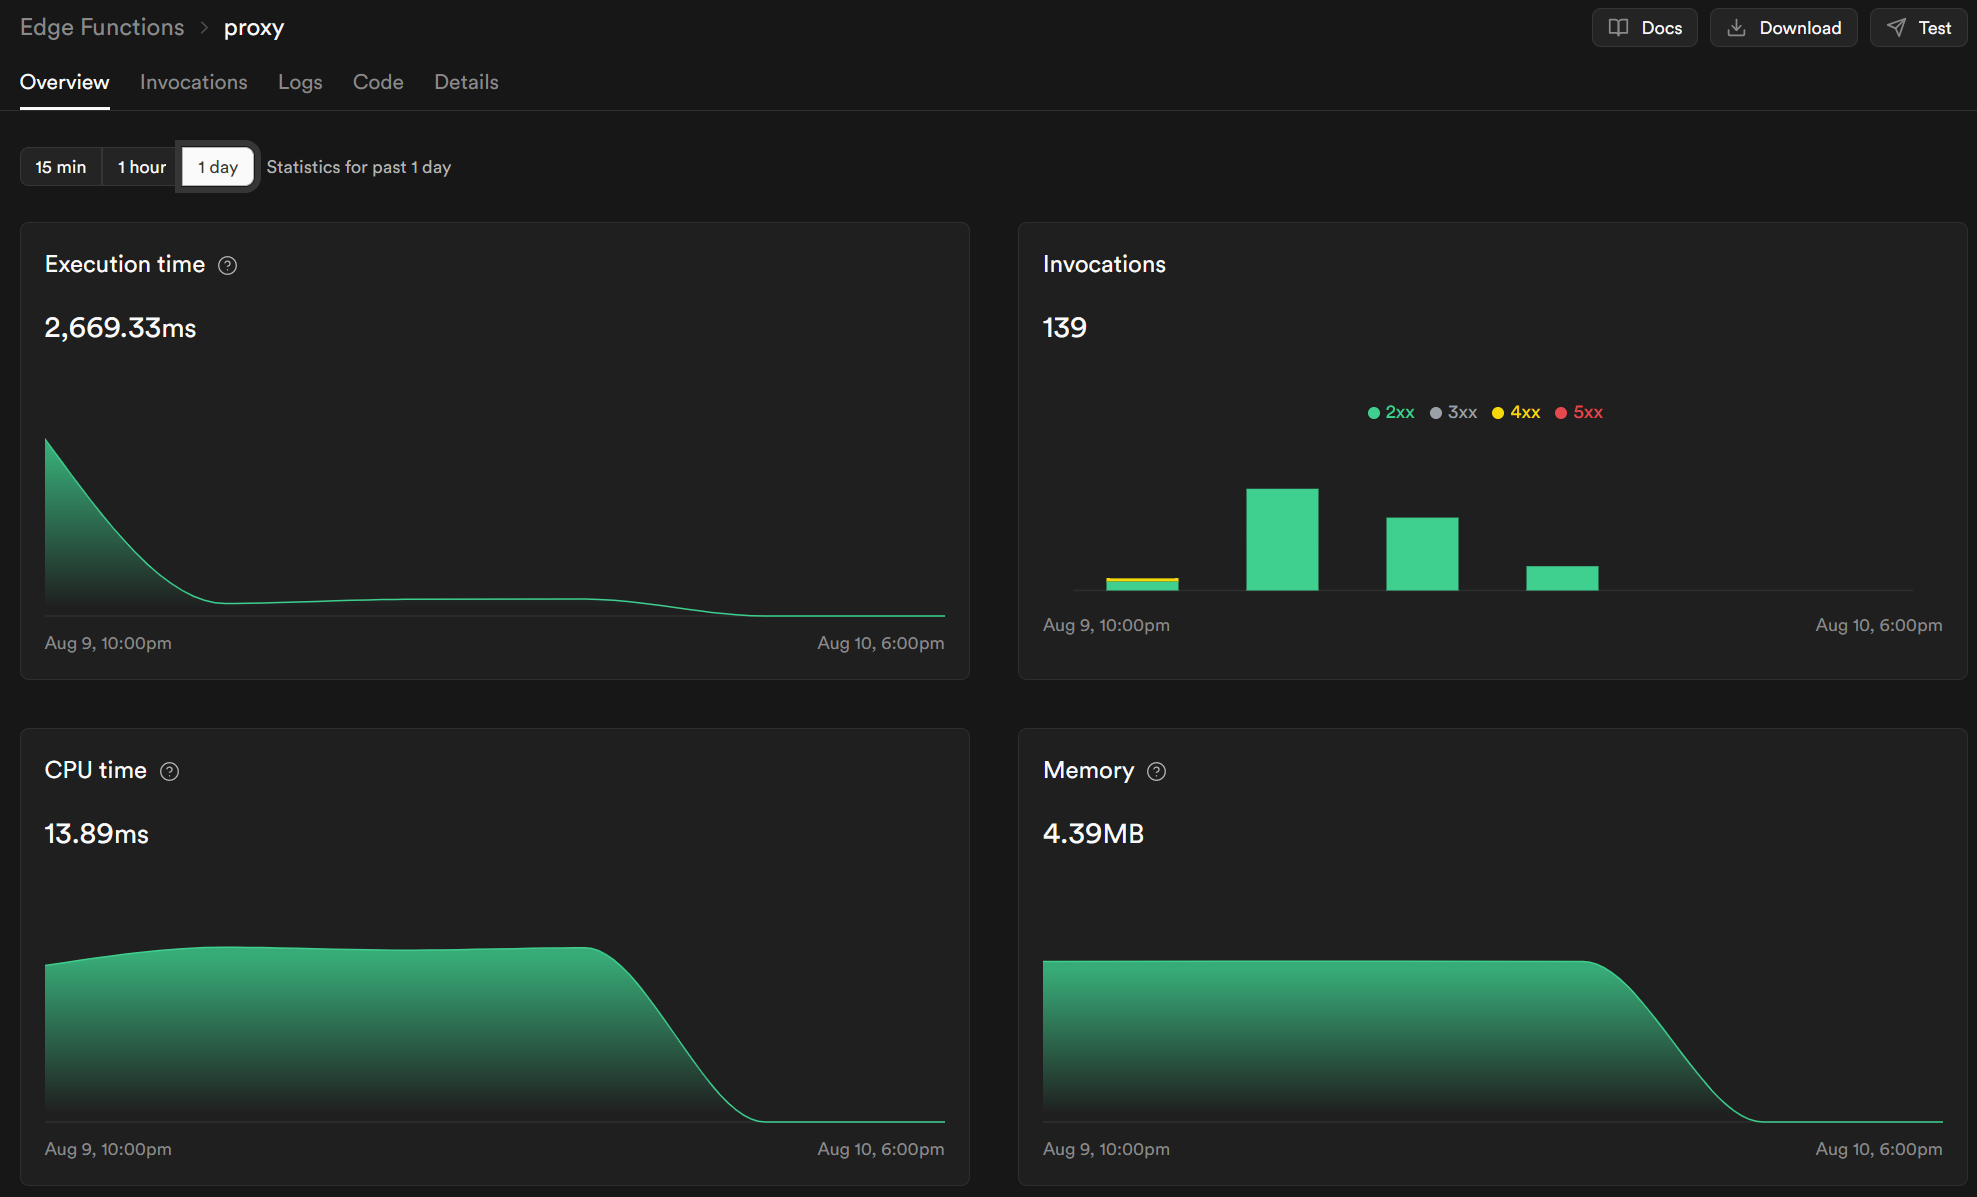 Edge Functions > proxy
Docs
Download
Test
Overview
Invocations
Logs
Code
Details
15 min
1 hour
1 day
Statistics for past 1 day
Execution time
2,669.33ms
Aug 9, 10:00pm
Aug 10, 6:00pm
Invocations
139
2xx
3xx
4xx
5xx
Aug 9, 10:00pm
Aug 10, 6:00pm
CPU time
13.89ms
Aug 9, 10:00pm
Aug 10, 6:00pm
Memory
4.39MB
Aug 9, 10:00pm
Aug 10, 6:00pm